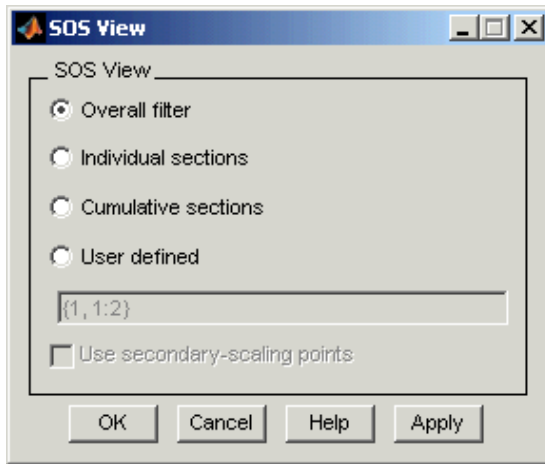 SOS View
SOS View
Overall filter
Individual sections
Cumulative sections
User defined
{1, 1:2}
Use secondary-scaling points
OK Cancel Help Apply